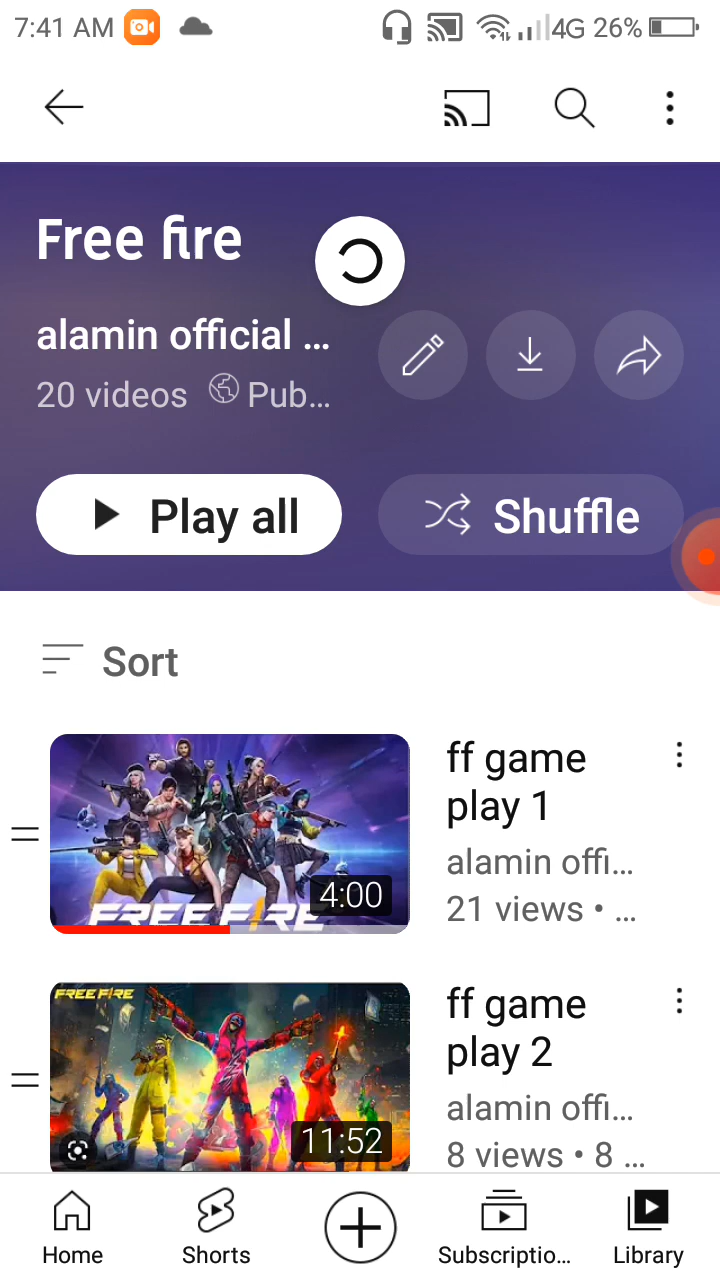 7:41 AM 4G 26%
Free fire
alamin official ...
20 videos Pub...
Play all Shuffle
Sort
ff game
play 1
alamin offi...
21 views • ...
4:00
FREE FIRE
ff game
play 2
alamin offi...
8 views • 8 ...
FREE FIRE
11:52
Home Shorts Subscriptio... Library